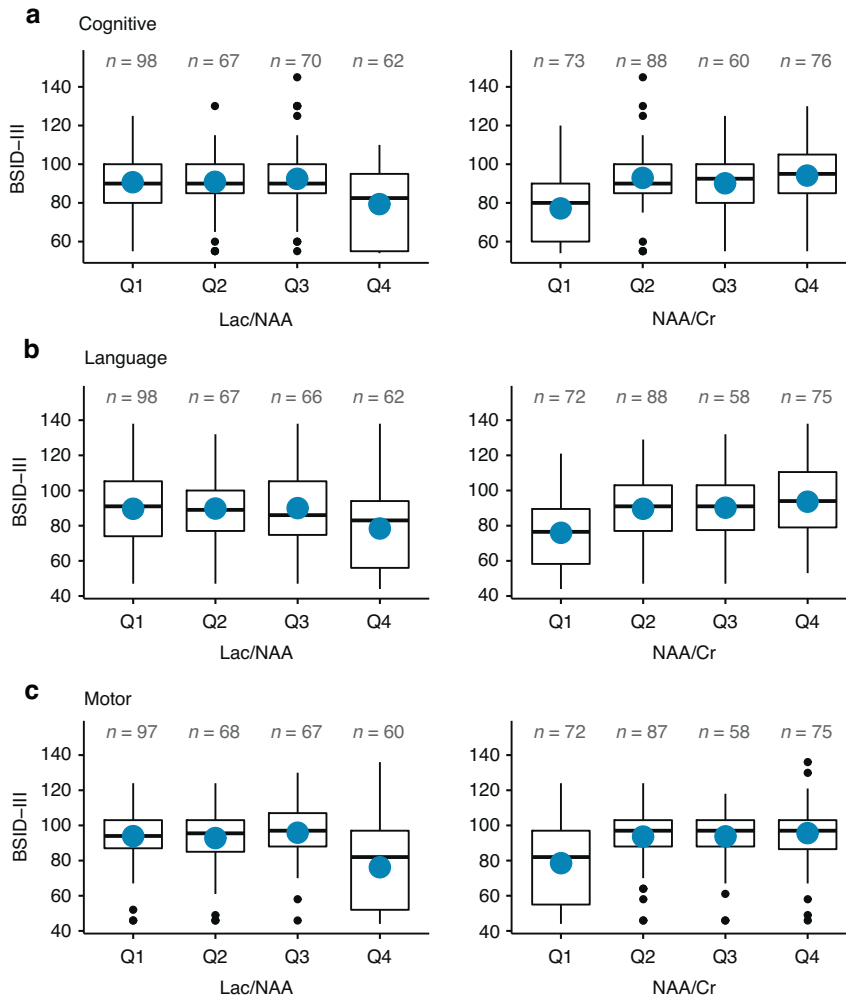 a Cognitive
n = 98 n = 67 n = 70 n = 62
n = 73 n = 88 n = 60 n = 76
BSID–III
140
120
100
80
60
140
120
100
80
60
Q1 Q2 Q3 Q4
Q1 Q2 Q3 Q4
Lac/NAA
NAA/Cr
b Language
n = 98 n = 67 n = 66 n = 62
n = 72 n = 88 n = 58 n = 75
BSID–III
140
120
100
80
60
40
140
120
100
80
60
40
Q1 Q2 Q3 Q4
Q1 Q2 Q3 Q4
Lac/NAA
NAA/Cr
c Motor
n = 97 n = 68 n = 67 n = 60
n = 72 n = 87 n = 58 n = 75
BSID–III
140
120
100
80
60
40
140
120
100
80
60
40
Q1 Q2 Q3 Q4
Q1 Q2 Q3 Q4
Lac/NAA
NAA/Cr